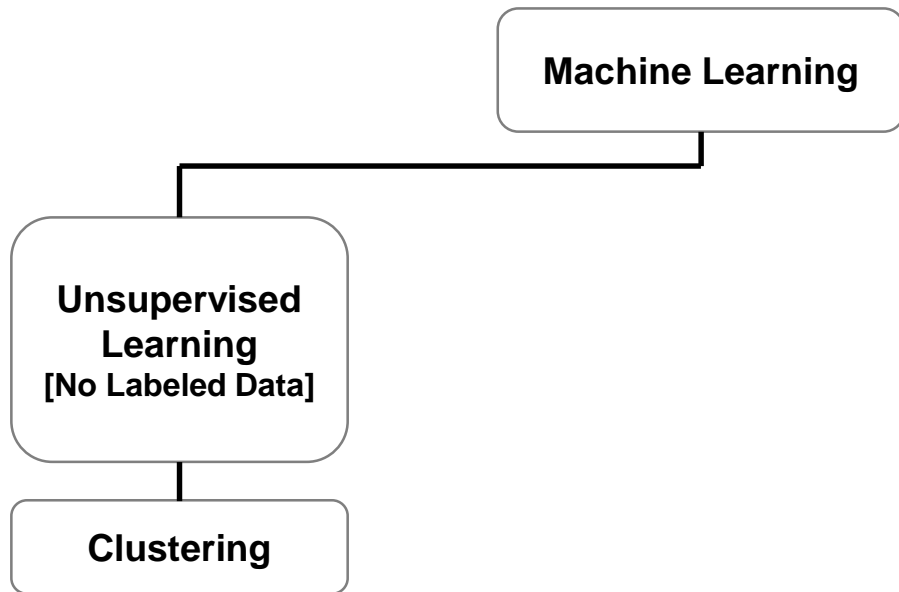 Machine Learning
Unsupervised
Learning
[No Labeled Data]
Clustering